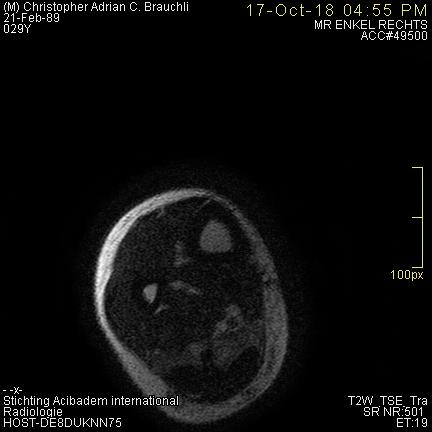 (M) Christopher Adrian C. Brauchli
21-Feb-89
029Y
17-Oct-18 04:55 PM
MR ENKEL RECHTS
ACC#49500
100px
--x-
Stichting Acibadem international
Radiologie
HOST-DE8DUKNN75
T2W_TSE_Tra
SR NR:501
ET:19